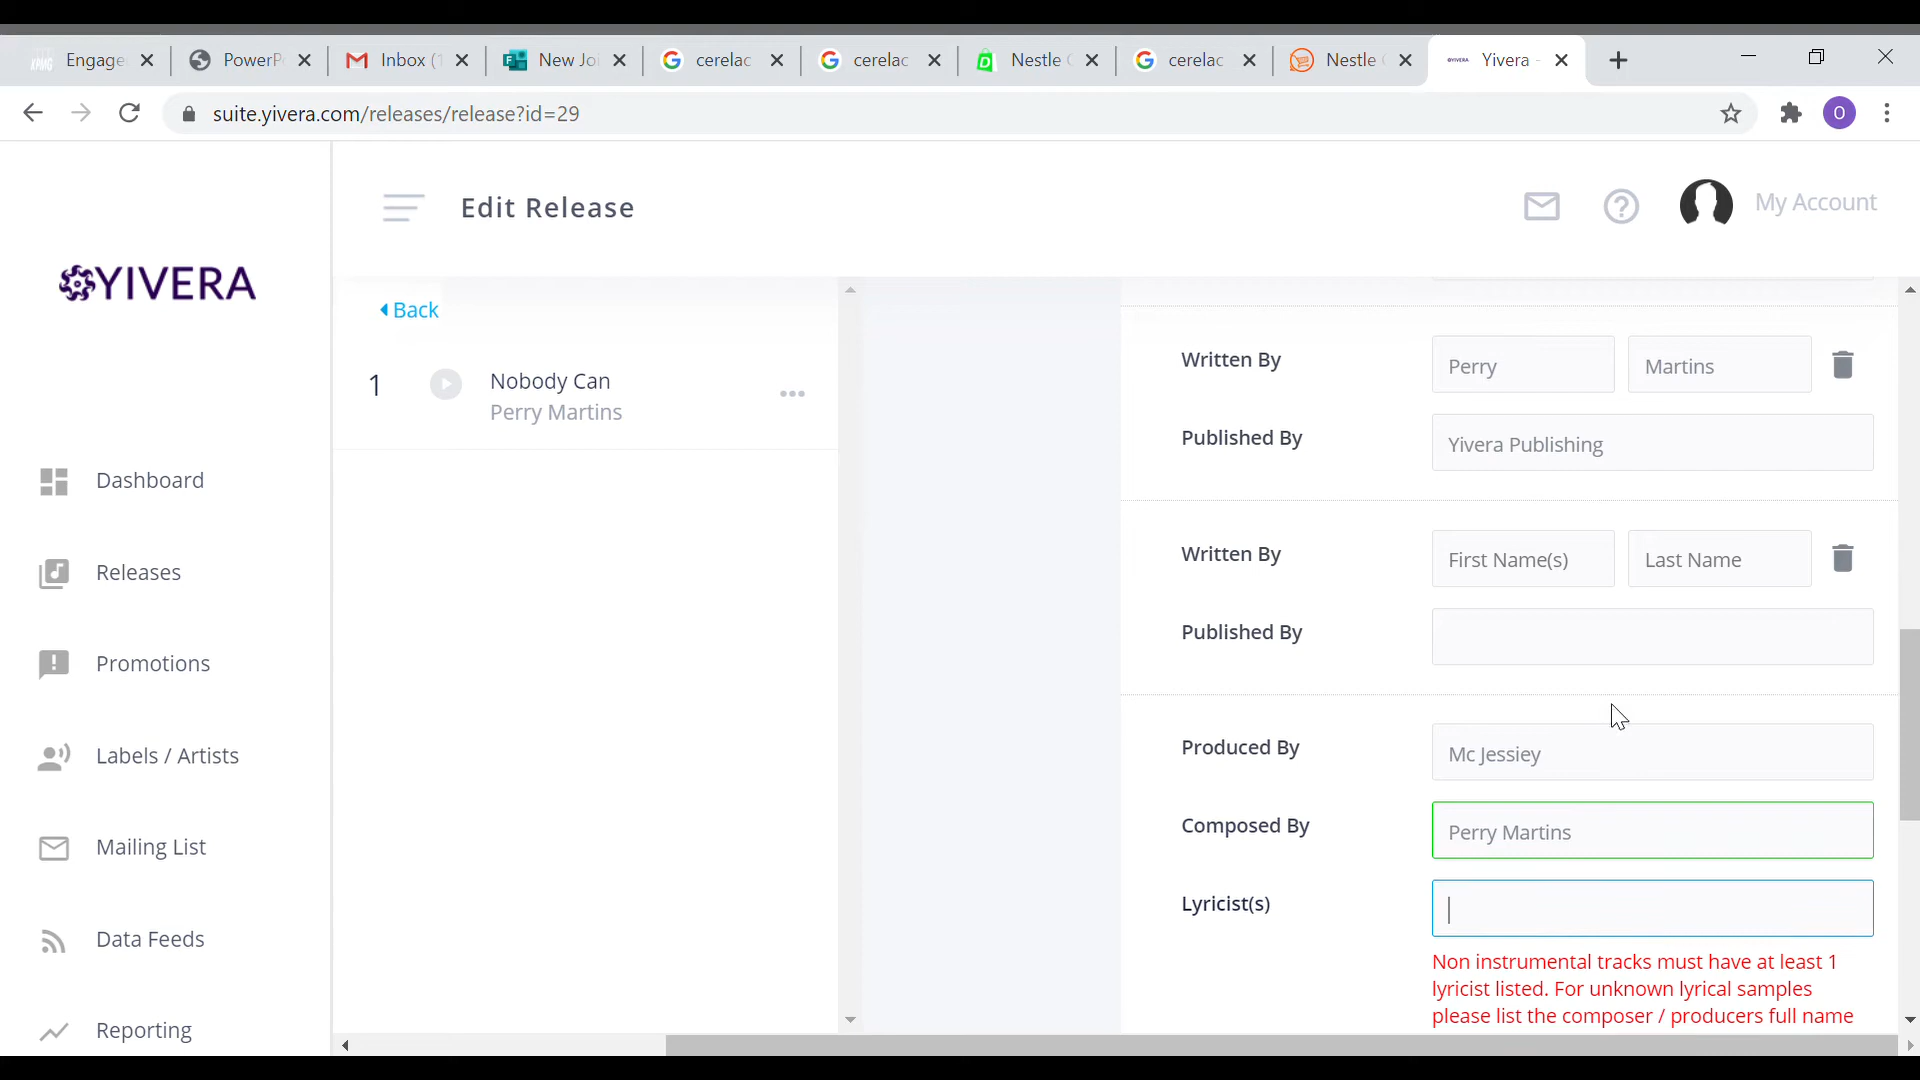 Engage
PowerP
Inbox (1
New Joi
cerelac
cerelac
Nestle
cerelac
Nestle
Yivera -
suite.yivera.com/releases/release?id=29
O
Edit Release
My Account
YIVERA
Back
1
Nobody Can
Perry Martins
Dashboard
Releases
Promotions
Labels / Artists
Mailing List
Data Feeds
Reporting
Written By
Perry
Martins
Published By
Yivera Publishing
Written By
First Name(s)
Last Name
Published By
Produced By
Mc Jessiey
Composed By
Perry Martins
Lyricist(s)
Non instrumental tracks must have at least 1
lyricist listed. For unknown lyrical samples
please list the composer / producers full name